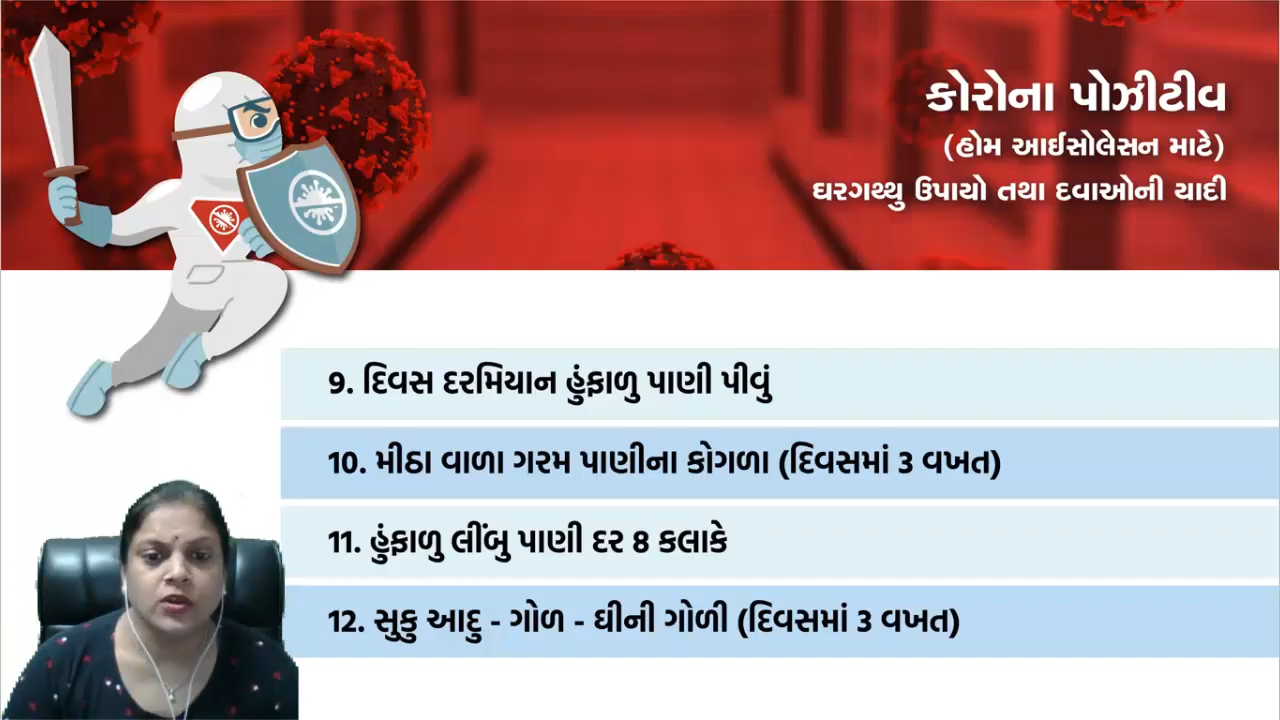 કોરોના પોઝીટીવ
(હોમ આઈસોલેસન માટે)
ઘરગથ્થુ ઉપાયો તથા દવાઓની યાદી
9. દિવસ દરમિયાન હુંફાળુ પાણી પીવું
10. મીઠા વાળા ગરમ પાણીના કોગળા (દિવસમાં 3 વખત)
11. હુંફાળુ લીંબુ પાણી દર 8 કલાકે
12. સુકુ આદુ - ગોળ - ઘીની ગોળી (દિવસમાં 3 વખત)